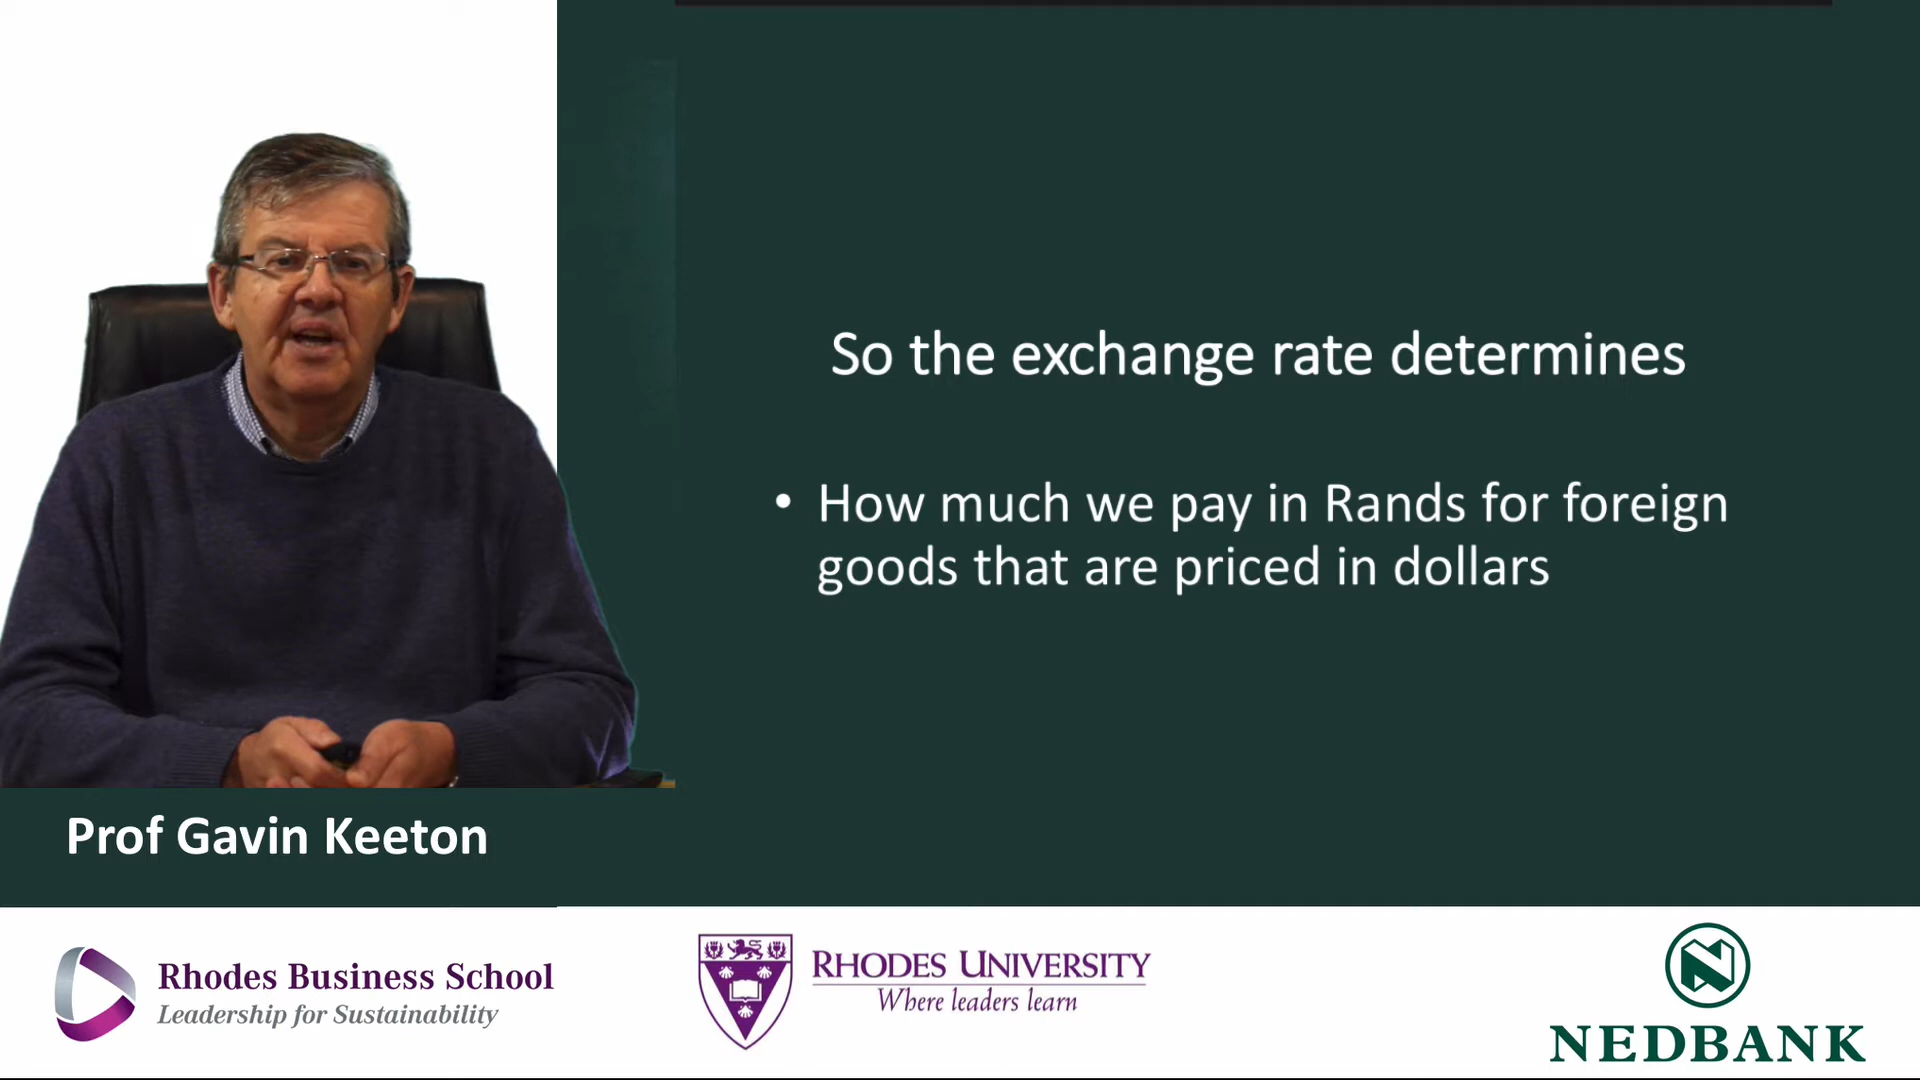 So the exchange rate determines
• How much we pay in Rands for foreign
goods that are priced in dollars
Prof Gavin Keeton
Rhodes Business School
Leadership for Sustainability
RHODES UNIVERSITY
Where leaders learn
NEDBANK